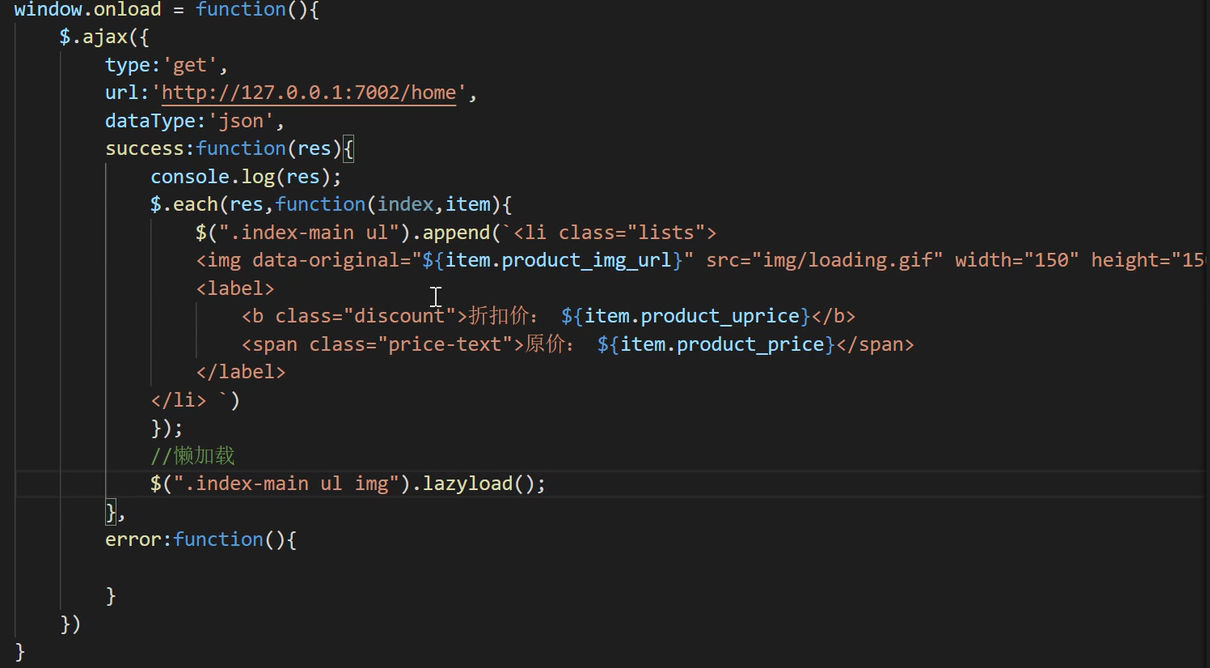 window.onload = function(){
$.ajax({
type:'get',
url:'http://127.0.0.1:7002/home',
dataType:'json',
success:function(res){
console.log(res);
$.each(res,function(index,item){
$(".index-main ul").append(`<li class="lists">
<img data-original="${item.product_img_url}" src="img/loading.gif" width="150" height="15
<label>
<b class="discount">折扣价： ${item.product_uprice}</b>
<span class="price-text">原价： ${item.product_price}</span>
</label>
</li> `)
});
//懒加载
$(".index-main ul img").lazyload();
},
error:function(){
}
})
}